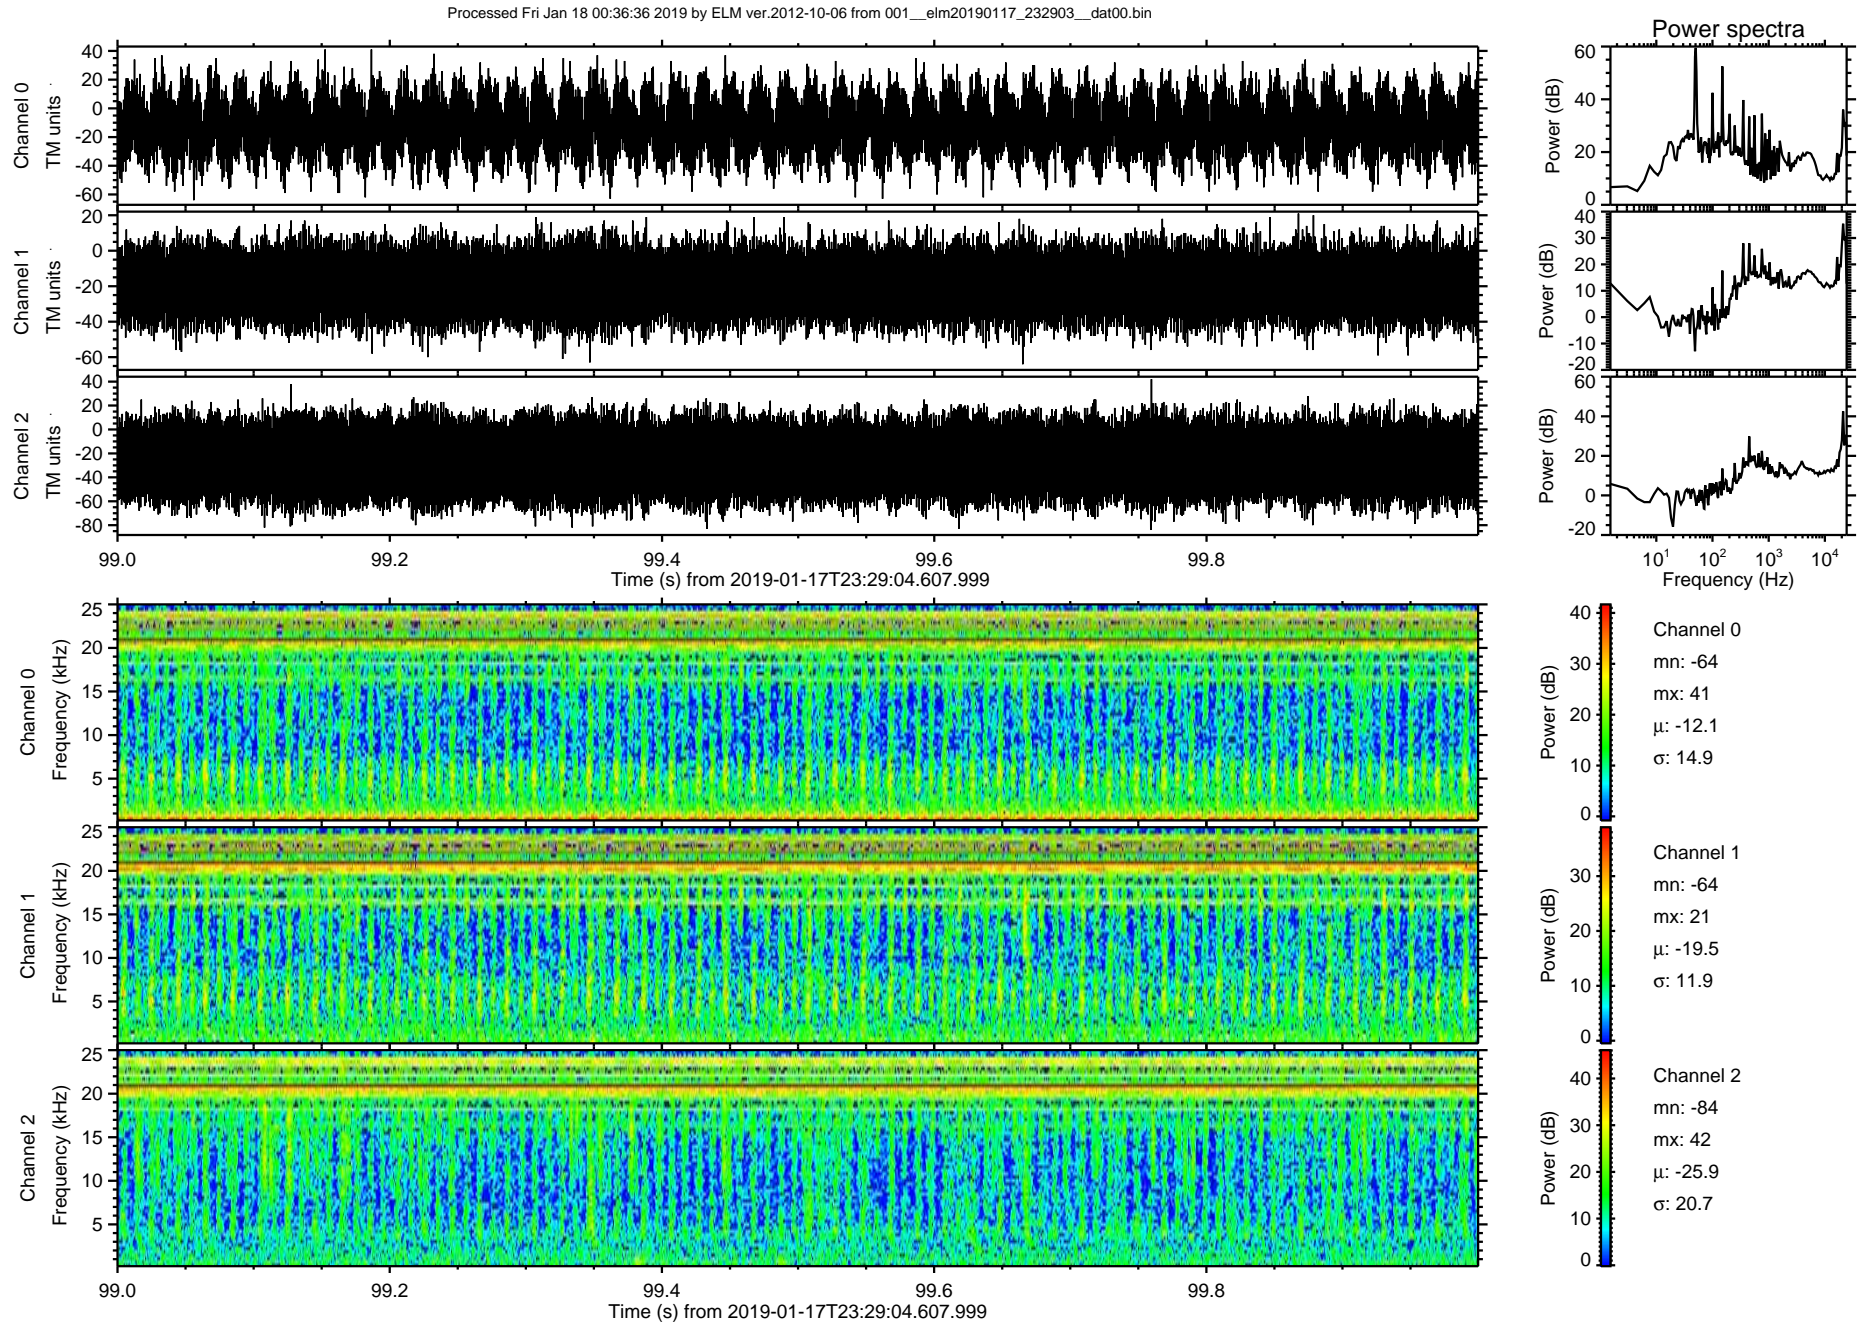 Processed Fri Jan 18 00:36:36 2019 by ELM ver.2012-10-06 from 001__elm20190117_232903__dat00.bin
Power spectra
Channel 0
TM units
40
20
0
-20
-40
-60
Power (dB)
60
40
20
0
Channel 1
TM units
20
0
-20
-40
-60
Power (dB)
40
30
20
10
0
-10
-20
Channel 2
TM units
40
20
0
-20
-40
-60
-80
Power (dB)
60
40
20
0
-20
99.0 99.2 99.4 99.6 99.8
Time (s) from 2019-01-17T23:29:04.607.999
10^1 10^2 10^3 10^4
Frequency (Hz)
Channel 0
Frequency (kHz)
25
20
15
10
5
Power (dB)
40
30
20
10
0
Channel 0
mn: -64
mx: 41
μ: -12.1
σ: 14.9
Channel 1
Frequency (kHz)
25
20
15
10
5
Power (dB)
30
20
10
0
Channel 1
mn: -64
mx: 21
μ: -19.5
σ: 11.9
Channel 2
Frequency (kHz)
25
20
15
10
5
Power (dB)
40
30
20
10
0
Channel 2
mn: -84
mx: 42
μ: -25.9
σ: 20.7
99.0 99.2 99.4 99.6 99.8
Time (s) from 2019-01-17T23:29:04.607.999